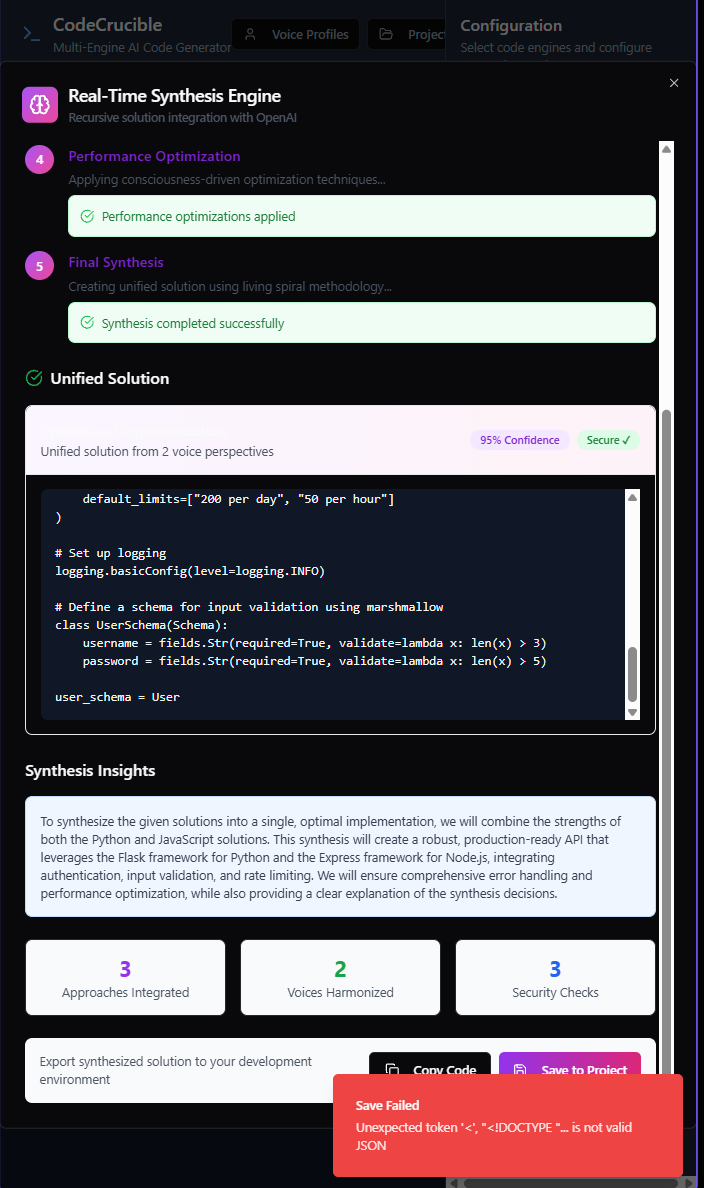 CodeCrucible
Multi-Engine AI Code Generator
Voice Profiles
Project
Configuration
Select code engines and configure
Real-Time Synthesis Engine
Recursive solution integration with OpenAI
4
Performance Optimization
Applying consciousness-driven optimization techniques...
Performance optimizations applied
5
Final Synthesis
Creating unified solution using living spiral methodology...
Synthesis completed successfully
Unified Solution
Unified solution from 2 voice perspectives
95% Confidence
Secure ✓
default_limits=["200 per day", "50 per hour"]
)
# Set up logging
logging.basicConfig(level=logging.INFO)
# Define a schema for input validation using marshmallow
class UserSchema(Schema):
username = fields.Str(required=True, validate=lambda x: len(x) > 3)
password = fields.Str(required=True, validate=lambda x: len(x) > 5)
user_schema = User
Synthesis Insights
To synthesize the given solutions into a single, optimal implementation, we will combine the strengths of
both the Python and JavaScript solutions. This synthesis will create a robust, production-ready API that
leverages the Flask framework for Python and the Express framework for Node.js, integrating
authentication, input validation, and rate limiting. We will ensure comprehensive error handling and
performance optimization, while also providing a clear explanation of the synthesis decisions.
3
Approaches Integrated
2
Voices Harmonized
3
Security Checks
Export synthesized solution to your development
environment
Copy Code
Save to Project
Save Failed
Unexpected token '<', "<!DOCTYPE "... is not valid
JSON